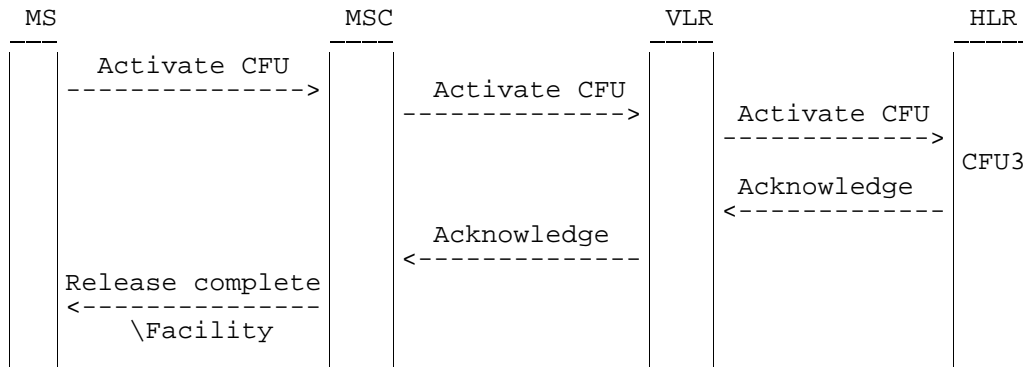 MS MSC VLR HLR
Activate CFU
Activate CFU
Activate CFU
CFU3
Acknowledge
Acknowledge
Release complete
\Facility